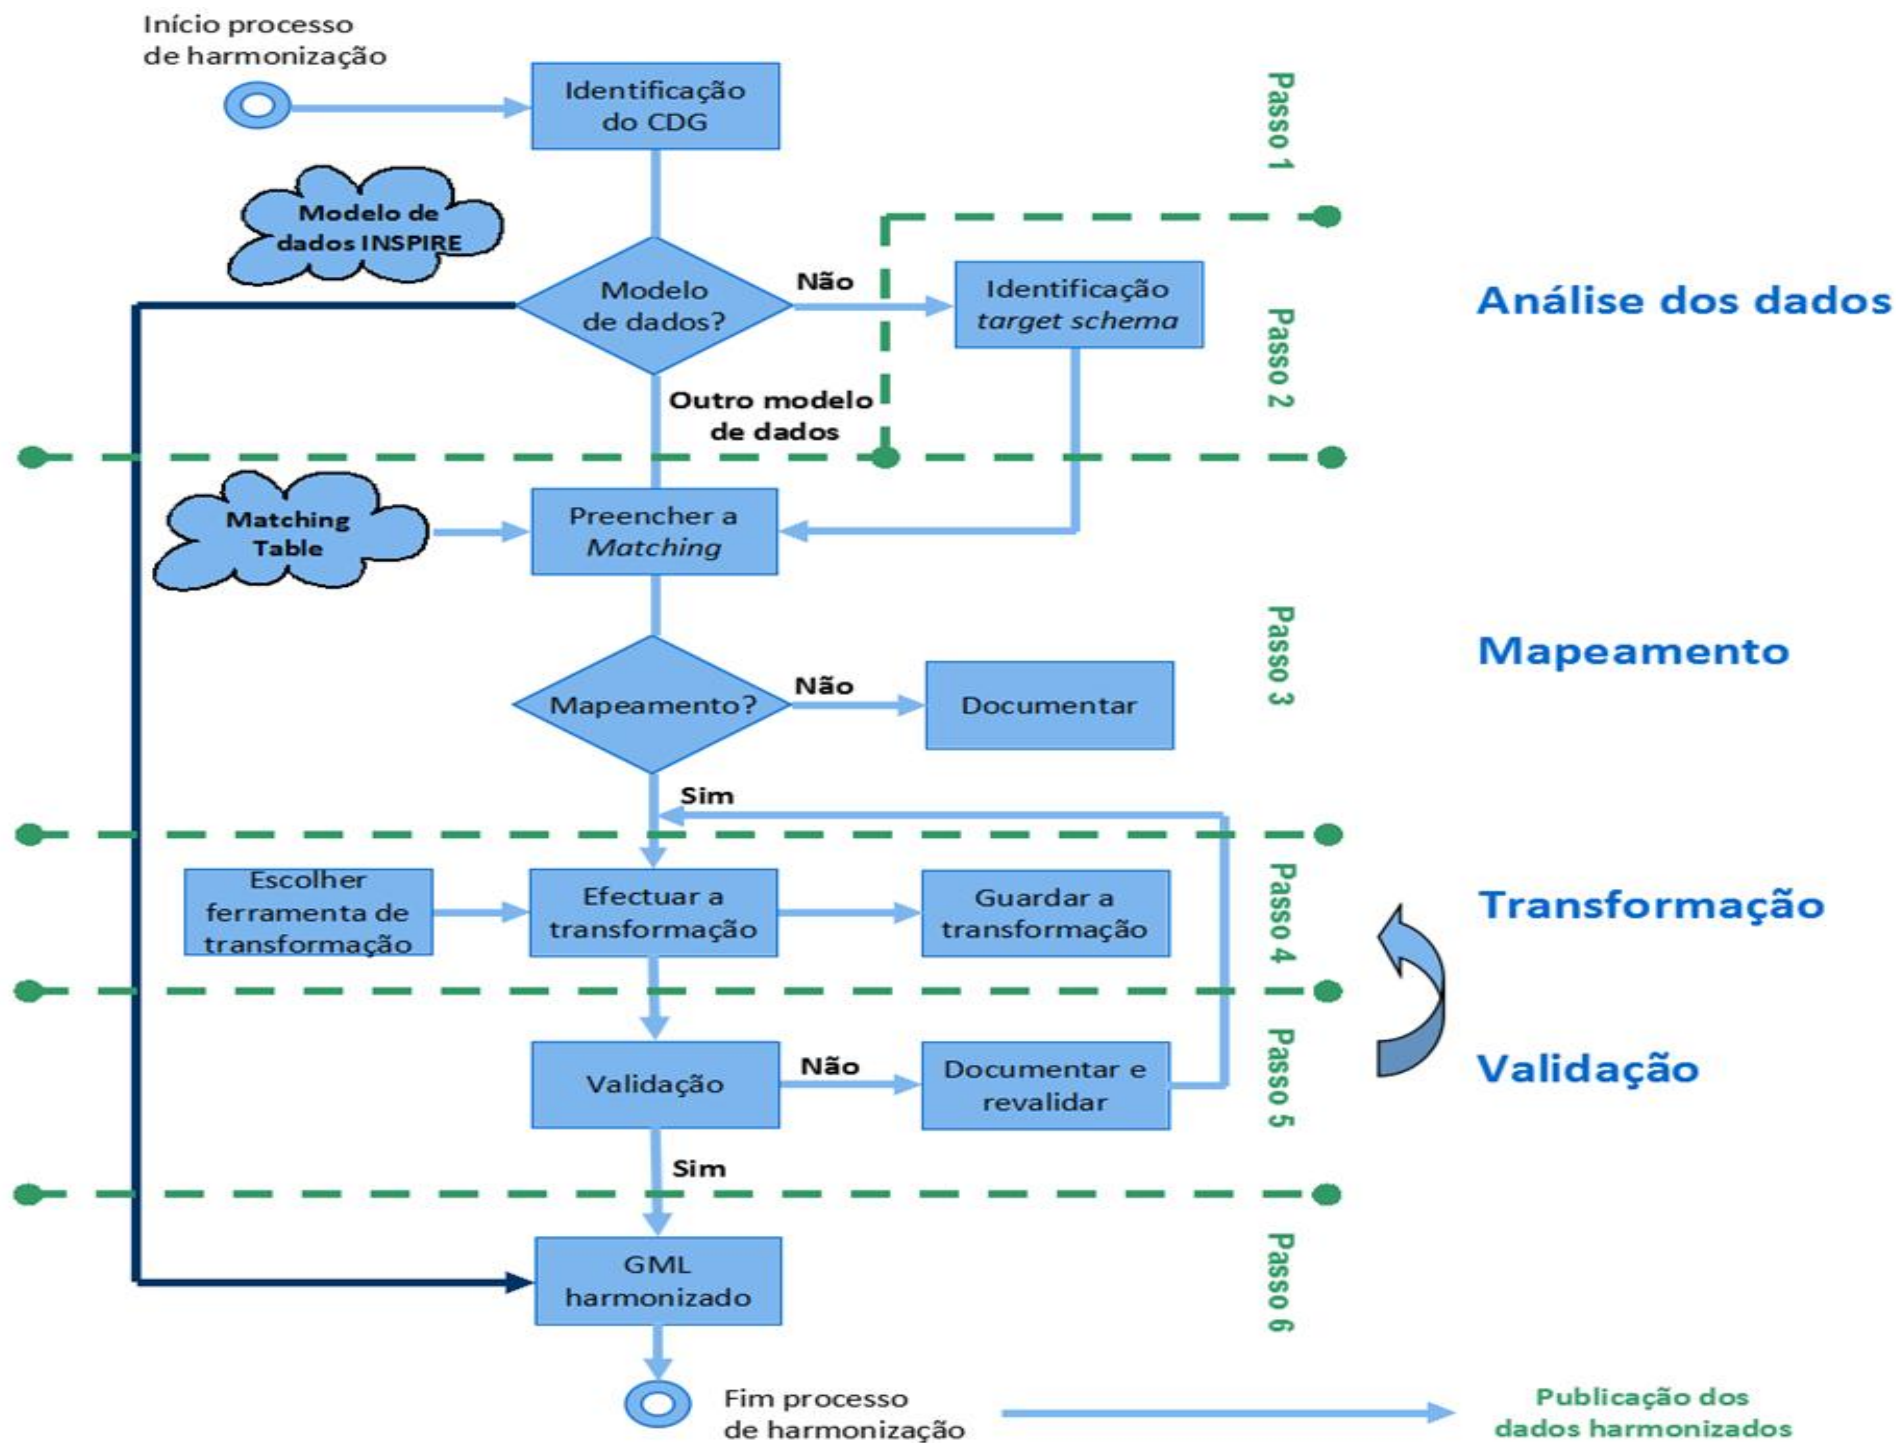 Início processo
de harmonização
Identificação
do CDG
Passo 1
Modelo de
dados INSPIRE
Modelo
de dados?
Não
Identificação
target schema
Passo 2
Análise dos dados
Outro modelo
de dados
Matching
Table
Preencher a
Matching
Passo 3
Mapeamento
Mapeamento?
Não
Documentar
Sim
Escolher
ferramenta de
transformação
Efectuar a
transformação
Guardar a
transformação
Passo 4
Transformação
Validação
Não
Documentar e
revalidar
Passo 5
Validação
Sim
GML
harmonizado
Passo 6
Fim processo
de harmonização
Publicação dos
dados harmonizados